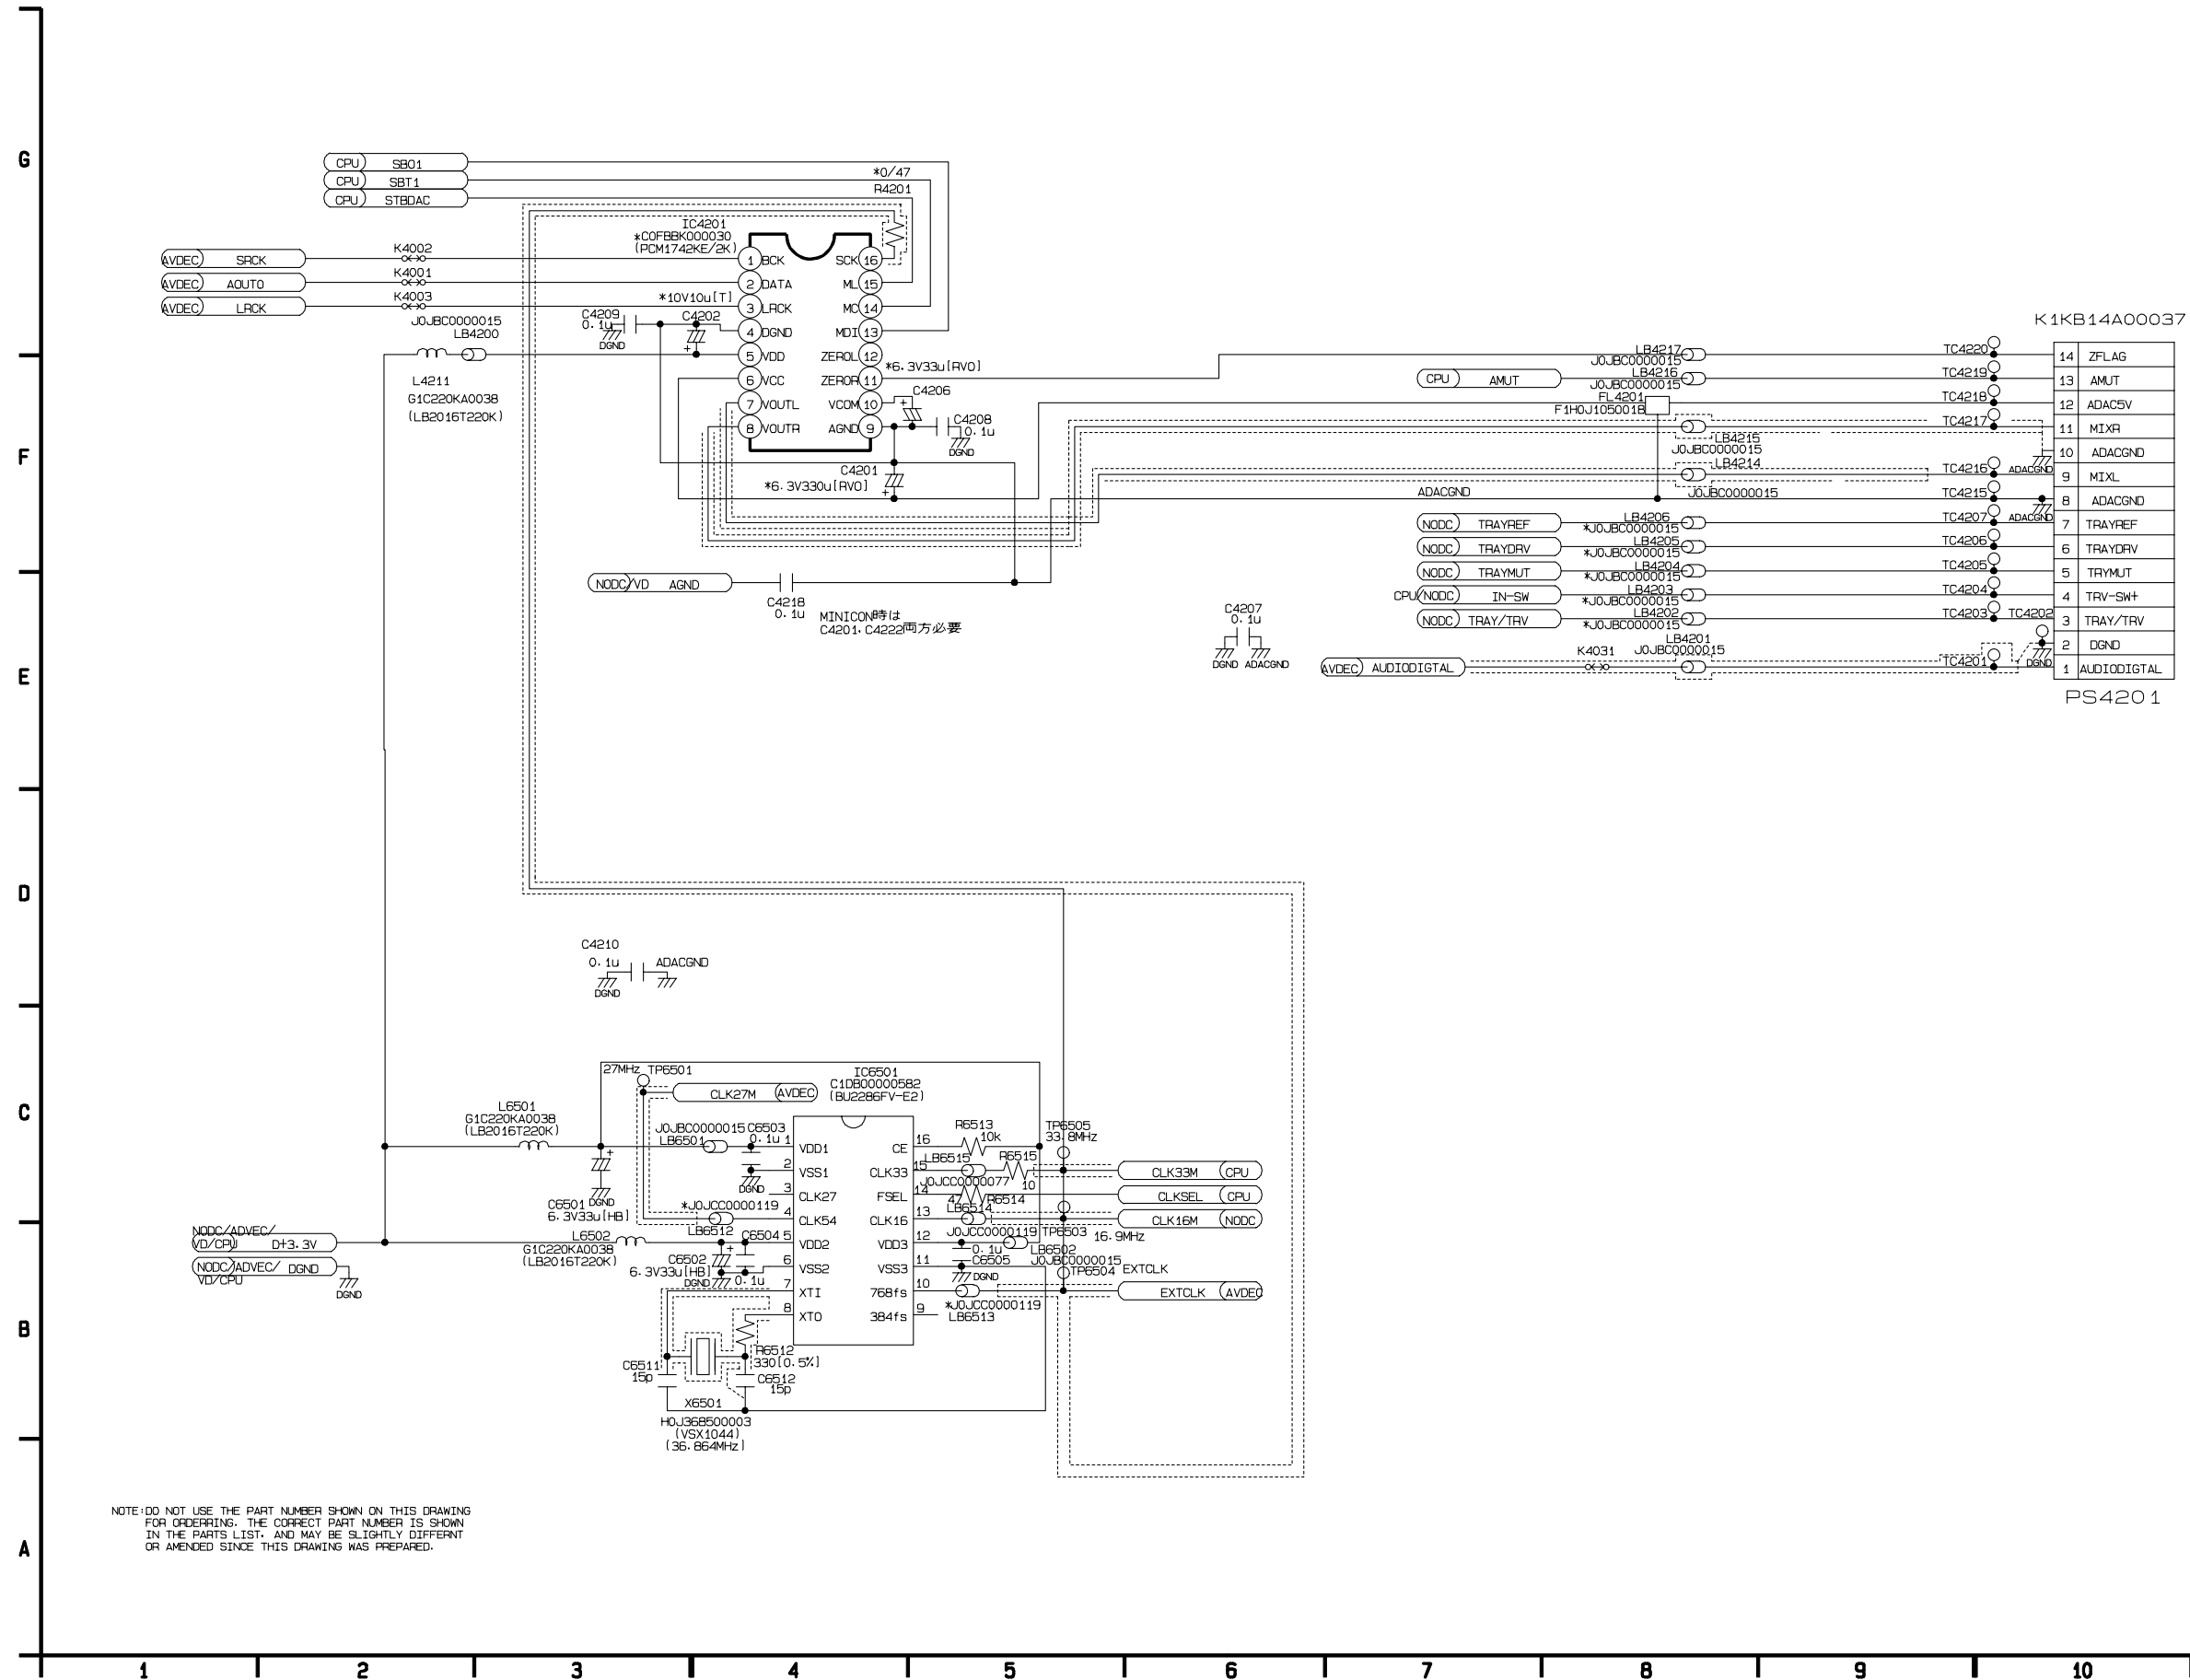 G
CPU SBO1
CPU SBT1
CPU STBDAC
*0/47
R4201
IC4201
*C0FBBK000030
(PCM1742KE/2K)
AVDEC SRCK
K4002
AVDEC AOUT0
K4001
AVDEC LRCK
K4003
J0JBC0000015
LB4200
L4211
G1C220KA0038
(LB2016T220K)
*10V10u[T]
C4209
0.1u
DGND
C4202
+
1 BCK
2 DATA
3 LRCK
4 DGND
5 VDD
6 VCC
7 VOUTL
8 VOUTR
SCK 16
ML 15
MC 14
MDI 13
ZEROL 12
ZEROR 11
VCOM 10
AGND 9
*6.3V33u[RVO]
C4206
+
C4208
0.1u
DGND
C4201
*6.3V330u[RVO]
+
F
K1KB14A00037
LB4217
J0JBC0000015
TC4220
14 ZFLAG
CPU AMUT
LB4216
J0JBC0000015
TC4219
13 AMUT
FL4201
F1H0J1050018
TC4218
12 ADAC5V
TC4217
11 MIXR
LB4215
J0JBC0000015
10 ADACGND
LB4214
TC4216
ADACGND
9 MIXL
ADACGND
J0JBC0000015
TC4215
8 ADACGND
NODC TRAYREF
LB4206
*J0JBC0000015
TC4207
ADACGND
7 TRAYREF
NODC TRAYDRV
LB4205
*J0JBC0000015
TC4206
6 TRAYDRV
NODC TRAYMUT
LB4204
*J0JBC0000015
TC4205
5 TRYMUT
CPU/NODC IN-SW
LB4203
*J0JBC0000015
TC4204
4 TRV-SW+
NODC TRAY/TRV
LB4202
*J0JBC0000015
TC4203
TC4202
3 TRAY/TRV
2 DGND
DGND
AVDEC AUDIODIGTAL
K4031
LB4201
J0JBC0000015
TC4201
1 AUDIODIGTAL
PS4201
NODC/VD AGND
C4218
0.1u
MINICON時は
C4201.C4222両方必要
C4207
0.1u
DGND ADACGND
E
D
C4210
0.1u
ADACGND
DGND
C
27MHz
TP6501
CLK27M AVDEC
IC6501
C1DB00000582
(BU2286FV-E2)
L6501
G1C220KA0038
(LB2016T220K)
J0JBC0000015
LB6501
C6503
0.1u
+
DGND
C6501
6.3V33u[HB]
DGND
*J0JCC0000119
LB6512
1 VDD1
2 VSS1
3 CLK27
4 CLK54
5 VDD2
6 VSS2
7 XTI
8 XTO
16 CE
15 CLK33
14 FSEL
13 CLK16
12 VDD3
11 VSS3
10 768fs
9 384fs
R6513
10k
TP6505
33.8MHz
LB6515
R6515
10
J0JCC0000077
CLK33M CPU
47
R6514
CLKSEL CPU
LB6514
J0JCC0000119
TP6503
16.9MHz
CLK16M NODC
0.1u
C6505
DGND
LB6502
J0JBC0000015
TP6504
EXTCLK
EXTCLK AVDEC
*J0JCC0000119
LB6513
NODC/ADVEC/
VD/CPU D+3.3V
NODC/ADVEC/ DGND
VD/CPU
DGND
L6502
G1C220KA0038
(LB2016T220K)
C6504
+
C6502
6.3V33u[HB]
DGND
0.1u
B
R6512
330[0.5%]
C6511
15p
C6512
15p
X6501
H0J368500003
(VSX1044)
(36.864MHz)
NOTE:DO NOT USE THE PART NUMBER SHOWN ON THIS DRAWING
FOR ORDERRING. THE CORRECT PART NUMBER IS SHOWN
IN THE PARTS LIST. AND MAY BE SLIGHTLY DIFFERNT
OR AMENDED SINCE THIS DRAWING WAS PREPARED.
A
1 2 3 4 5 6 7 8 9 10